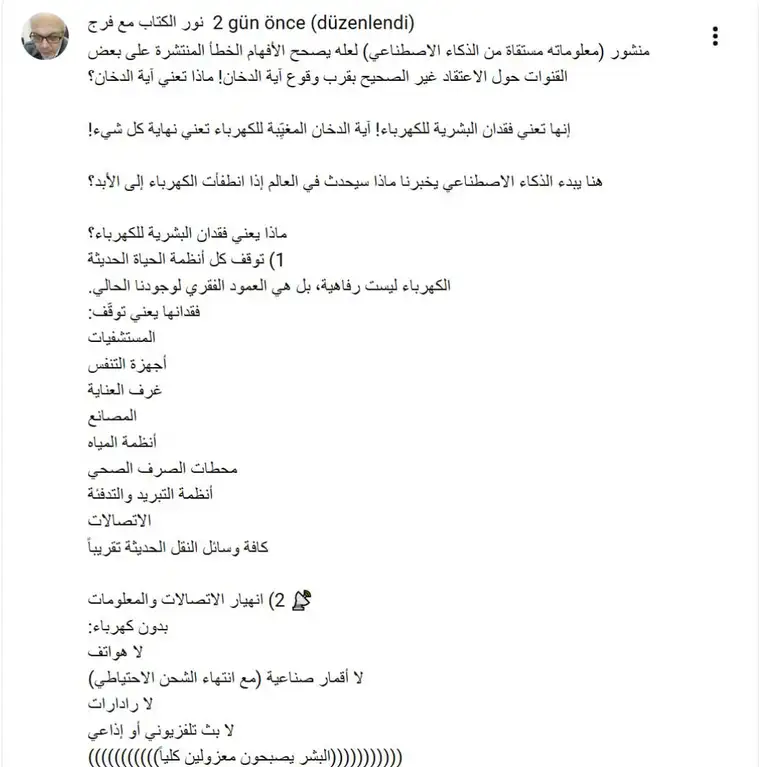 نور الكتاب مع فرج 2 gün önce (düzenlendi)
منشور (معلوماته مستقاة من الذكاء الاصطناعي) لعله يصحح الأفهام الخطأ المنتشرة على بعض
القنوات حول الاعتقاد غير الصحيح بقرب وقوع آية الدخان! ماذا تعني آية الدخان؟
إنها تعني فقدان البشرية للكهرباء! آية الدخان المغيّبة للكهرباء تعني نهاية كل شيء!
هنا يبدء الذكاء الاصطناعي يخبرنا ماذا سيحدث في العالم إذا انطفأت الكهرباء إلى الأبد؟
ماذا يعني فقدان البشرية للكهرباء؟
1) توقف كل أنظمة الحياة الحديثة
الكهرباء ليست رفاهية، بل هي العمود الفقري لوجودنا الحالي.
فقدانها يعني توقّف:
المستشفيات
أجهزة التنفس
غرف العناية
المصانع
أنظمة المياه
محطات الصرف الصحي
أنظمة التبريد والتدفئة
الاتصالات
كافة وسائل النقل الحديثة تقريباً
📡 2) انهيار الاتصالات والمعلومات
بدون كهرباء:
لا هواتف
لا أقمار صناعية (مع انتهاء الشحن الاحتياطي)
لا رادارات
لا بث تلفزيوني أو إذاعي
(((((((((((البشر يصبحون معزولين كلياً)))))))))))